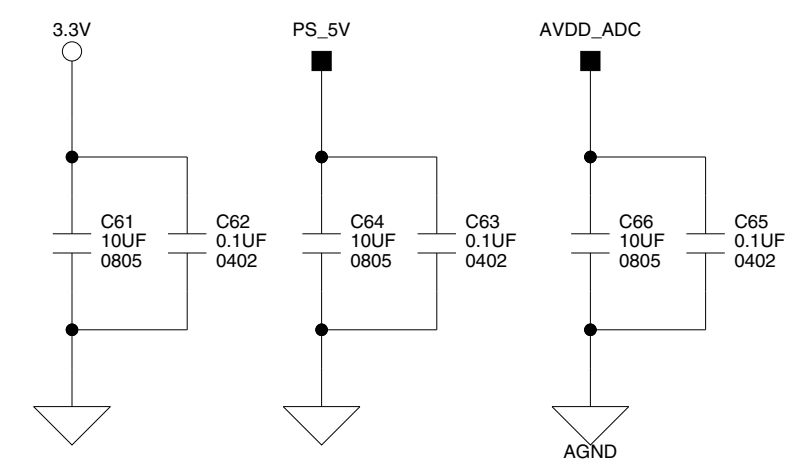 3.3V
PS_5V
AVDD_ADC
C61
10UF
0805
C62
0.1UF
0402
C64
10UF
0805
C63
0.1UF
0402
C66
10UF
0805
C65
0.1UF
0402
AGND